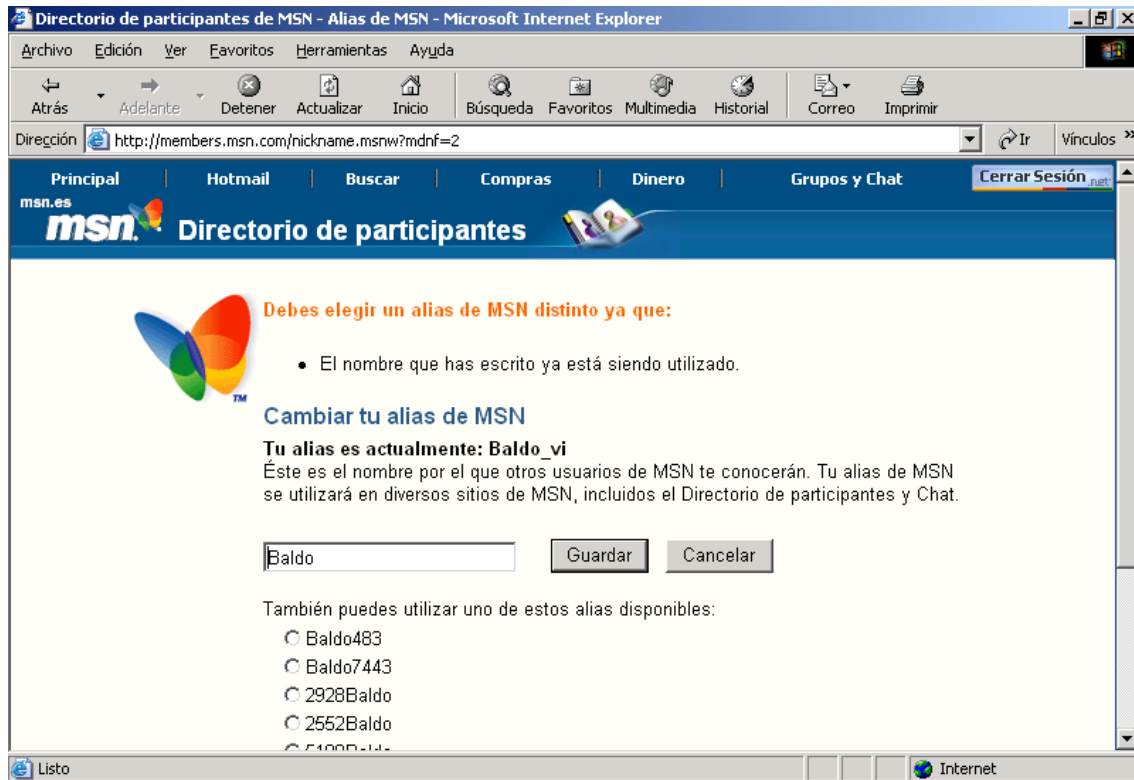 Directorio de participantes de MSN - Alias de MSN - Microsoft Internet Explorer
Archivo Edición Ver Favoritos Herramientas Ayuda
Atrás Adelante Detener Actualizar Inicio Búsqueda Favoritos Multimedia Historial Correo Imprimir
Dirección http://members.msn.com/nickname.msnw?mdnf=2 Ir Vínculos »
Principal | Hotmail | Buscar | Compras | Dinero | Grupos y Chat Cerrar Sesión .net
msn.es
msn. Directorio de participantes
Debes elegir un alias de MSN distinto ya que:
• El nombre que has escrito ya está siendo utilizado.
TM
Cambiar tu alias de MSN
Tu alias es actualmente: Baldo_vi
Éste es el nombre por el que otros usuarios de MSN te conocerán. Tu alias de MSN
se utilizará en diversos sitios de MSN, incluidos el Directorio de participantes y Chat.
Baldo Guardar Cancelar
También puedes utilizar uno de estos alias disponibles:
Baldo483
Baldo7443
2928Baldo
2552Baldo
Listo Internet